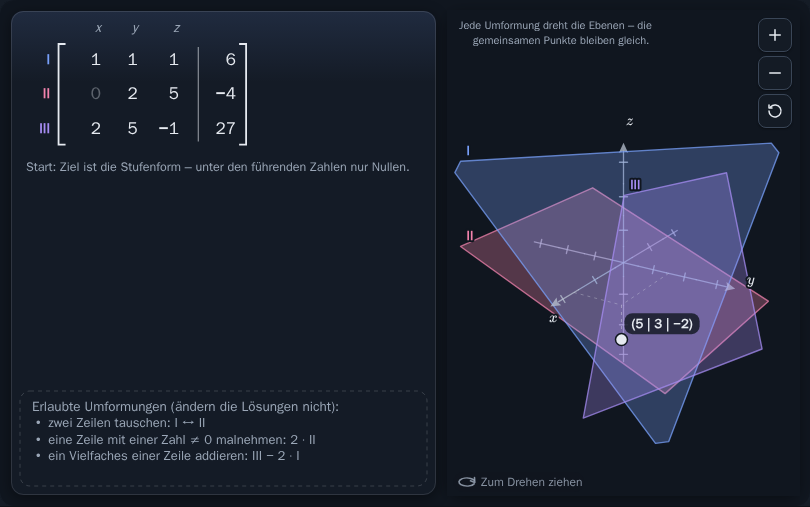 x y z
I 1 1 1 6
II 0 2 5 −4
III 2 5 −1 27
Start: Ziel ist die Stufenform – unter den führenden Zahlen nur Nullen.
Erlaubte Umformungen (ändern die Lösungen nicht):
• zwei Zeilen tauschen: I ↔ II
• eine Zeile mit einer Zahl ≠ 0 malnehmen: 2 · II
• ein Vielfaches einer Zeile addieren: III − 2 · I
Jede Umformung dreht die Ebenen – die
gemeinsamen Punkte bleiben gleich.
+
−
z
I
III
II
y
x
(5 | 3 | −2)
Zum Drehen ziehen